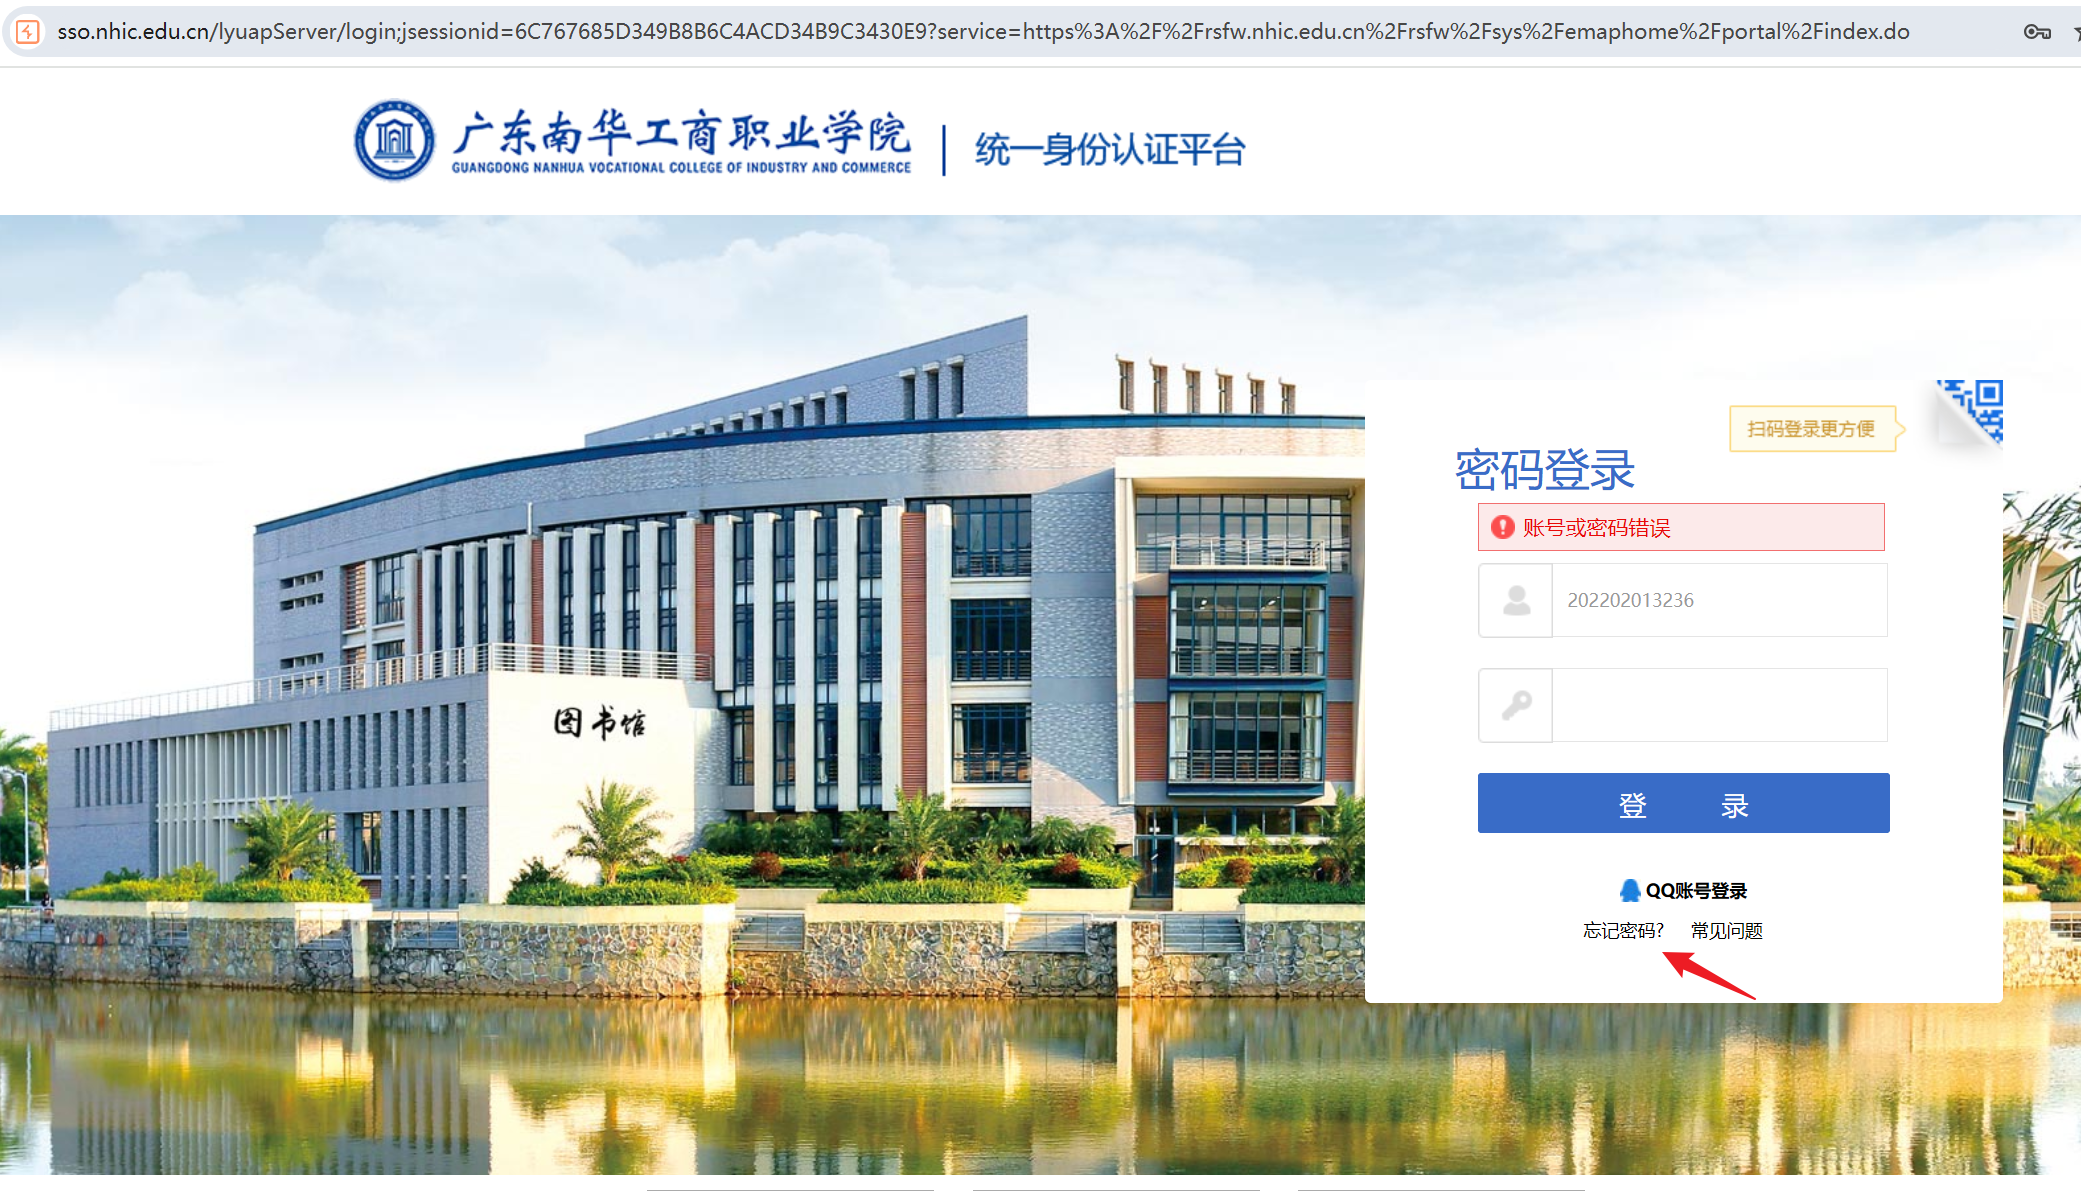 sso.nhic.edu.cn/lyuapServer/login;jsessionid=6C767685D349B8B6C4ACD34B9C3430E9?service=https%3A%2F%2Frsfw.nhic.edu.cn%2Frsfw%2Fsys%2Femaphome%2Fportal%2Findex.do
广东南华工商职业学院
GUANGDONG NANHUA VOCATIONAL COLLEGE OF INDUSTRY AND COMMERCE
统一身份认证平台
扫码登录更方便
密码登录
账号或密码错误
202202013236
图书馆
登 录
QQ账号登录
忘记密码? 常见问题